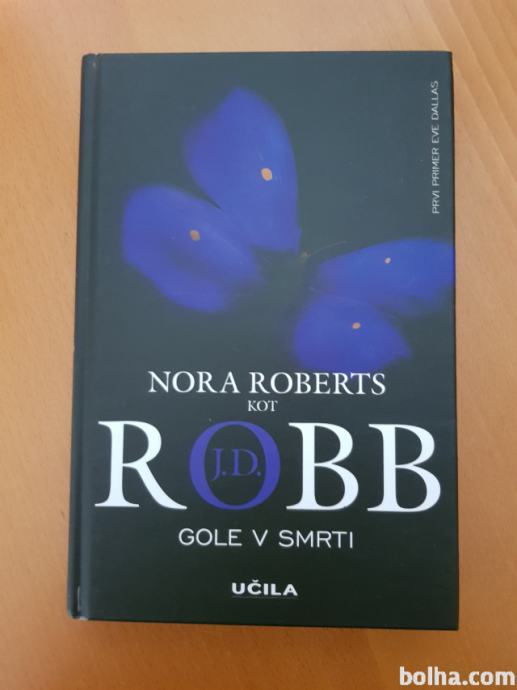 PRVI PRIMER EVE DALLAS
NORA ROBERTS
KOT
J.D.
ROBB
GOLE V SMRTI
UČILA
bolha.com